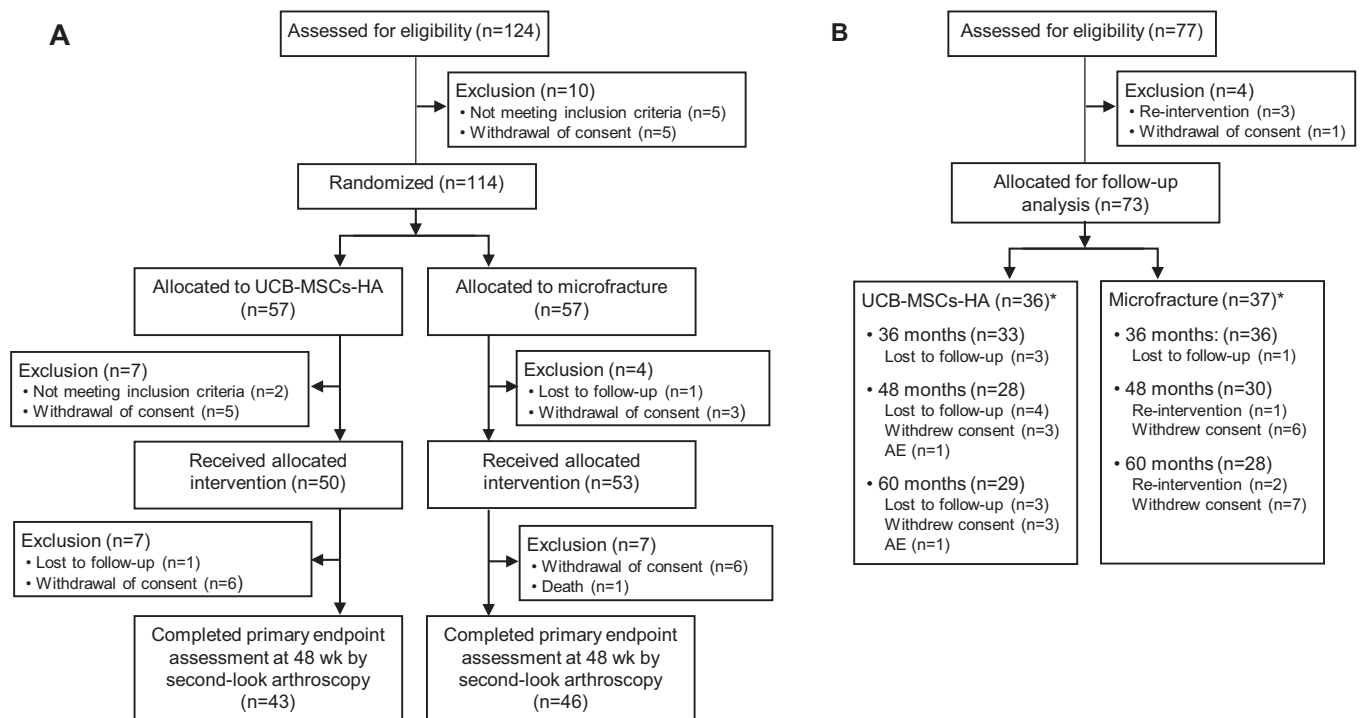 A
Assessed for eligibility (n=124)
Exclusion (n=10)
• Not meeting inclusion criteria (n=5)
• Withdrawal of consent (n=5)
Randomized (n=114)
Allocated to UCB-MSCs-HA
(n=57)
Allocated to microfracture
(n=57)
Exclusion (n=7)
• Not meeting inclusion criteria (n=2)
• Withdrawal of consent (n=5)
Exclusion (n=4)
• Lost to follow-up (n=1)
• Withdrawal of consent (n=3)
Received allocated
intervention (n=50)
Received allocated
intervention (n=53)
Exclusion (n=7)
• Lost to follow-up (n=1)
• Withdrawal of consent (n=6)
Exclusion (n=7)
• Withdrawal of consent (n=6)
• Death (n=1)
Completed primary endpoint
assessment at 48 wk by
second-look arthroscopy
(n=43)
Completed primary endpoint
assessment at 48 wk by
second-look arthroscopy
(n=46)
B
Assessed for eligibility (n=77)
Exclusion (n=4)
• Re-intervention (n=3)
• Withdrawal of consent (n=1)
Allocated for follow-up
analysis (n=73)
UCB-MSCs-HA (n=36)*
• 36 months (n=33)
Lost to follow-up (n=3)
• 48 months (n=28)
Lost to follow-up (n=4)
Withdrew consent (n=3)
AE (n=1)
• 60 months (n=29)
Lost to follow-up (n=3)
Withdrew consent (n=3)
AE (n=1)
Microfracture (n=37)*
• 36 months: (n=36)
Lost to follow-up (n=1)
• 48 months (n=30)
Re-intervention (n=1)
Withdrew consent (n=6)
• 60 months (n=28)
Re-intervention (n=2)
Withdrew consent (n=7)